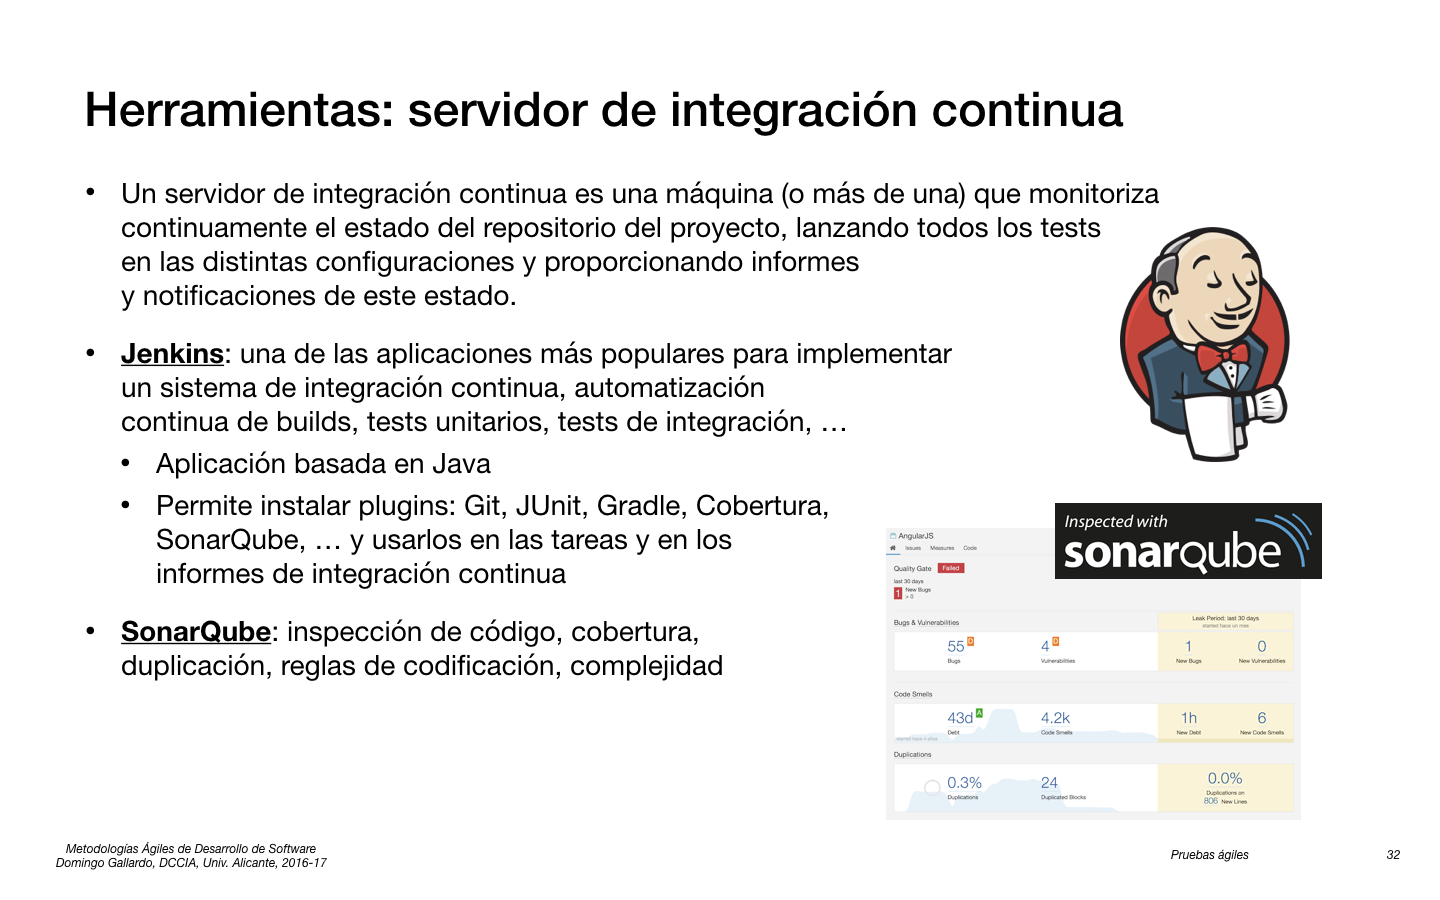 Herramientas: servidor de integración continua
• Un servidor de integración continua es una máquina (o más de una) que monitoriza
continuamente el estado del repositorio del proyecto, lanzando todos los tests
en las distintas configuraciones y proporcionando informes
y notificaciones de este estado.
• Jenkins: una de las aplicaciones más populares para implementar
un sistema de integración continua, automatización
continua de builds, tests unitarios, tests de integración, …
• Aplicación basada en Java
• Permite instalar plugins: Git, JUnit, Gradle, Cobertura,
SonarQube, … y usarlos en las tareas y en los
informes de integración continua
• SonarQube: inspección de código, cobertura,
duplicación, reglas de codificación, complejidad
Inspected with
sonarqube
AngularJS
Issues Measures Code
Quality Gate Failed
last 30 days
1 New Bugs
> 0
Bugs & Vulnerabilities
Leak Period: last 30 days
started hace un mes
55 D 4 D 1 0
Bugs Vulnerabilities New Bugs New Vulnerabilities
Code Smells
43d A 4.2k 1h 6
Debt Code Smells New Debt New Code Smells
started hace 4 años
Duplications
0.3% 24 0.0%
Duplications Duplicated Blocks Duplications on
806 New Lines
Metodologías Ágiles de Desarrollo de Software
Domingo Gallardo, DCCIA, Univ. Alicante, 2016-17
Pruebas ágiles
32